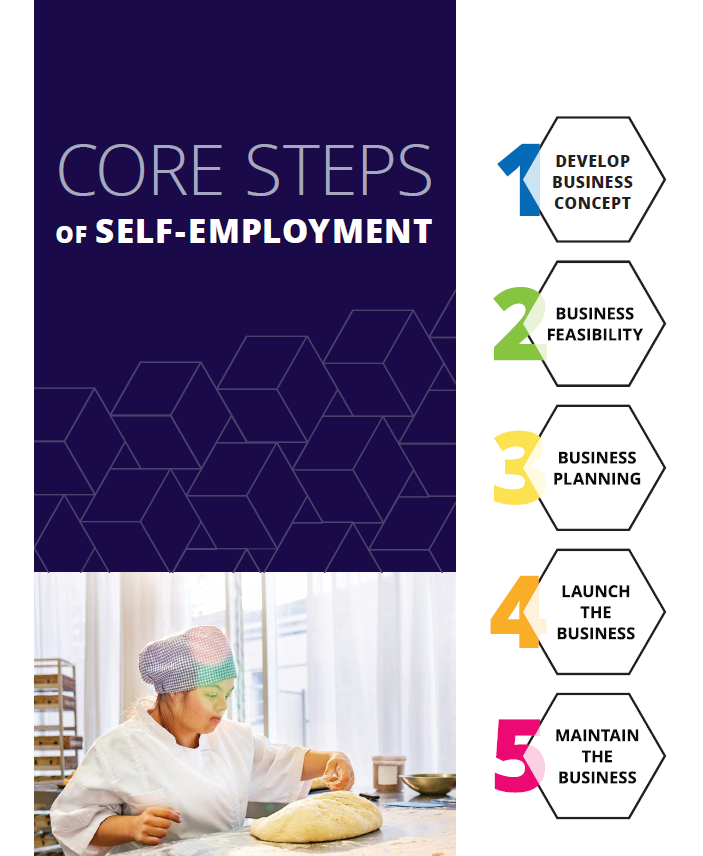 CORE STEPS
OF SELF-EMPLOYMENT
1
DEVELOP
BUSINESS
CONCEPT
2
BUSINESS
FEASIBILITY
3
BUSINESS
PLANNING
4
LAUNCH
THE
BUSINESS
5
MAINTAIN
THE
BUSINESS